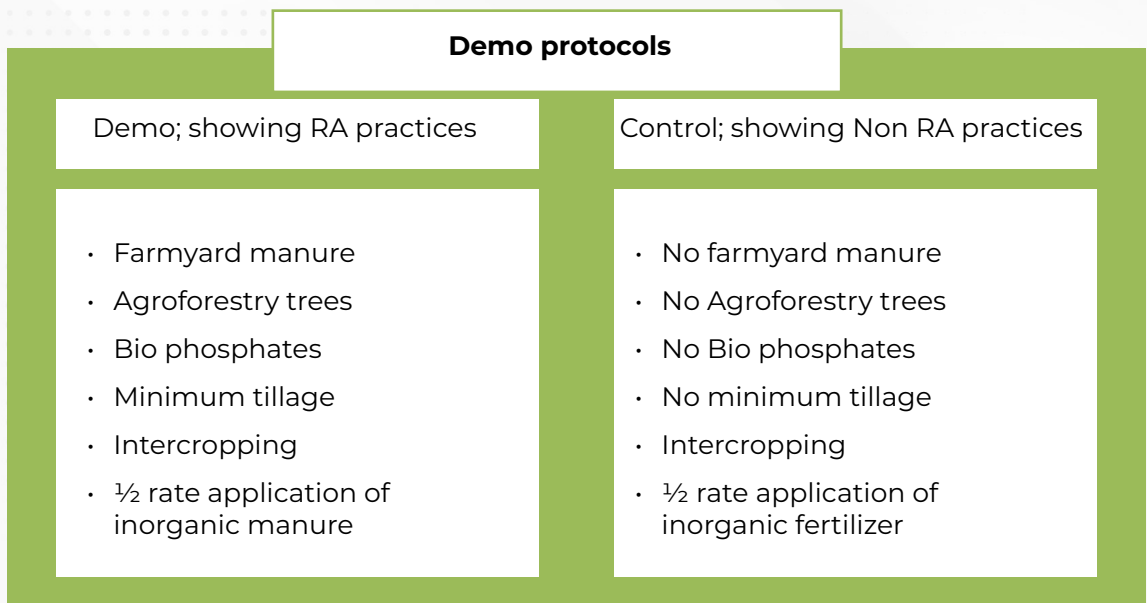 Demo protocols
Demo; showing RA practices
· Farmyard manure
· Agroforestry trees
· Bio phosphates
· Minimum tillage
· Intercropping
· ½ rate application of
inorganic manure
Control; showing Non RA practices
· No farmyard manure
· No Agroforestry trees
· No Bio phosphates
· No minimum tillage
· Intercropping
· ½ rate application of
inorganic fertilizer